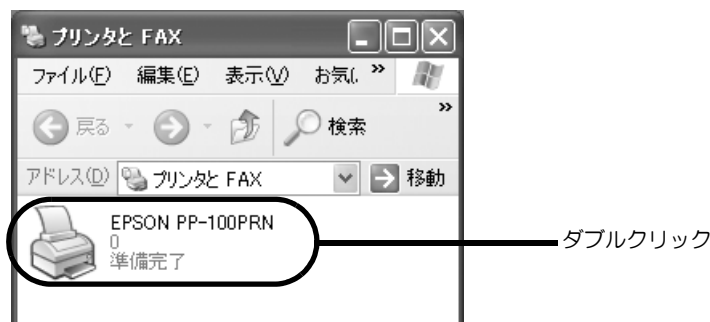 プリンタと FAX
ファイル(F) 編集(E) 表示(V) お気(. »
戻る 検索 »
アドレス(D) プリンタと FAX 移動
EPSON PP-100PRN
0
準備完了
ダブルクリック